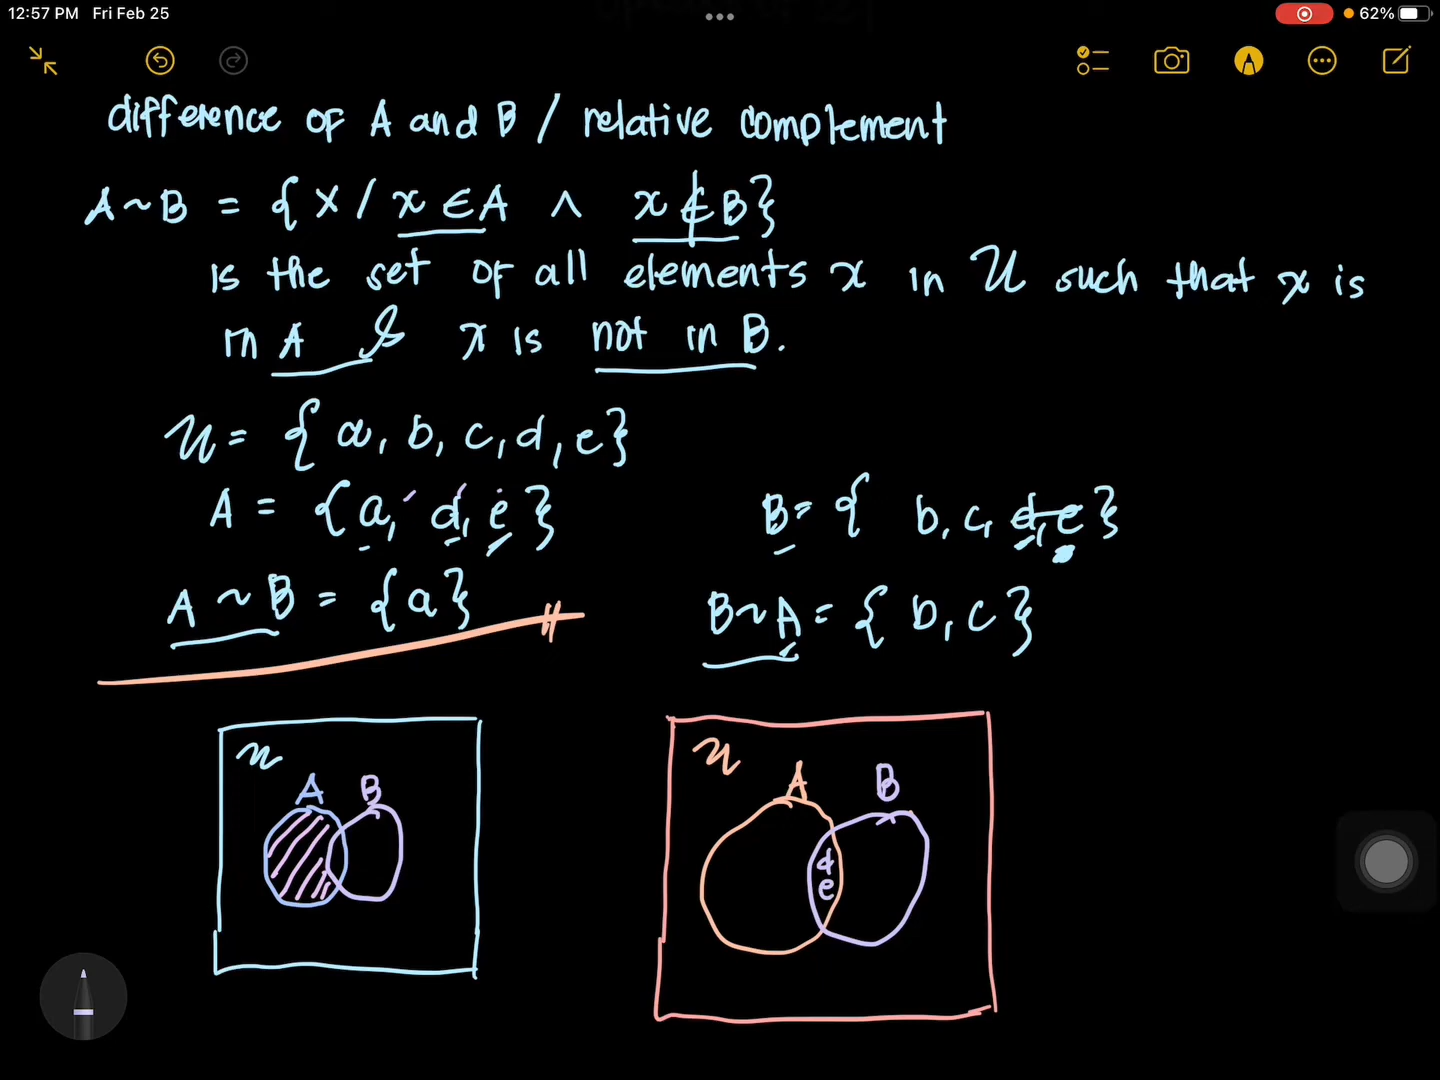 12:57 PM Fri Feb 25
62%
difference of A and B / relative complement
A ~ B = { x / x ∈ A ∧ x ∉ B }
is the set of all elements x in U such that x is
in A & x is not in B.
U = { a, b, c, d, e }
A = { a, d, e } B = { b, c, d, e }
A ~ B = { a } B ~ A = { b, c }
U
A B
U
A B
d
e